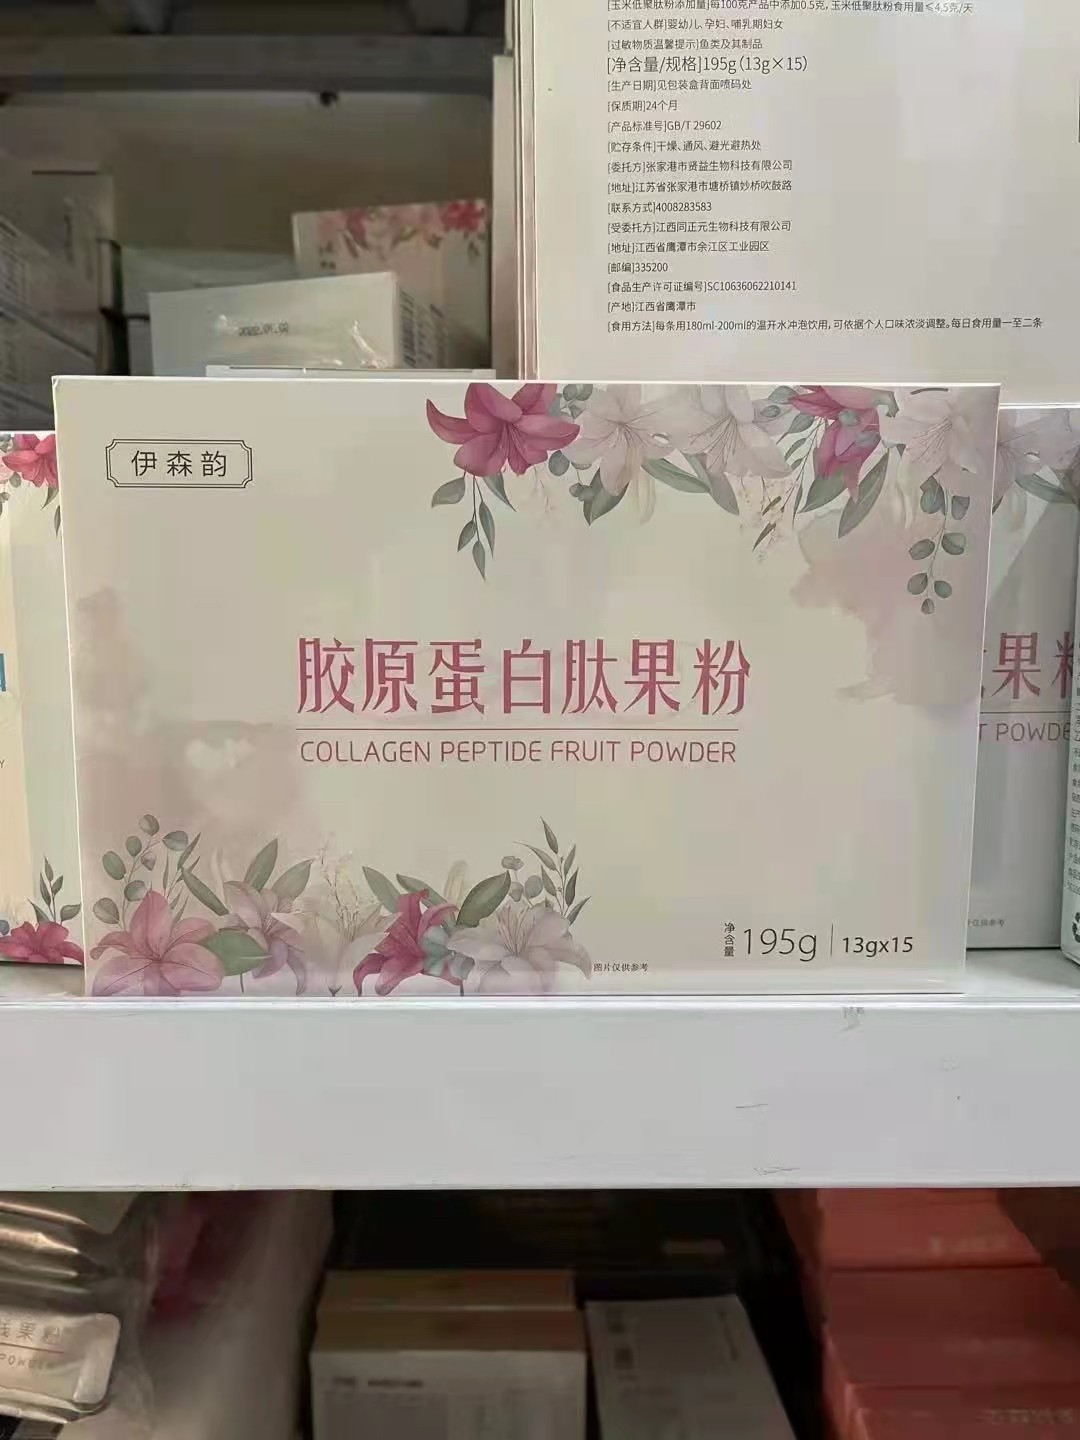 [玉米低聚肽粉添加量]每100克产品中添加0.5克,玉米低聚肽粉食用量≤4.5克/天
[不适宜人群]婴幼儿、孕妇、哺乳期妇女
[过敏物质温馨提示]鱼类及其制品
[净含量/规格]195g(13g×15)
[生产日期]见包装盒背面喷码处
[保质期]24个月
[产品标准号]GB/T 29602
[贮存条件]干燥、通风、避光避热处
[委托方]张家港市贤益生物科技有限公司
[地址]江苏省张家港市塘桥镇妙桥吹鼓路
[联系方式]4008283583
[受委托方]江西同正元生物科技有限公司
[地址]江西省鹰潭市余江区工业园区
[邮编]335200
[食品生产许可证编号]SC10636062210141
[产地]江西省鹰潭市
[食用方法]每条用180ml-200ml的温开水冲泡饮用,可依据个人口味浓淡调整。每日食用量一至二条
伊森韵
胶原蛋白肽果粉
COLLAGEN PEPTIDE FRUIT POWDER
净含量 195g 13gx15
图片仅供参考
果粉
T POWDE
果粉
POWDER